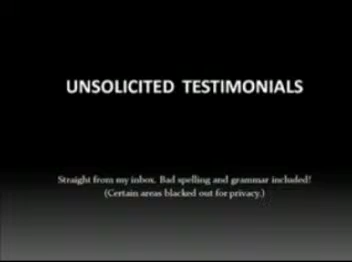 UNSOLICITED TESTIMONIALS
Straight from my inbox. Bad spelling and grammar included!
(Certain areas blacked out for privacy.)